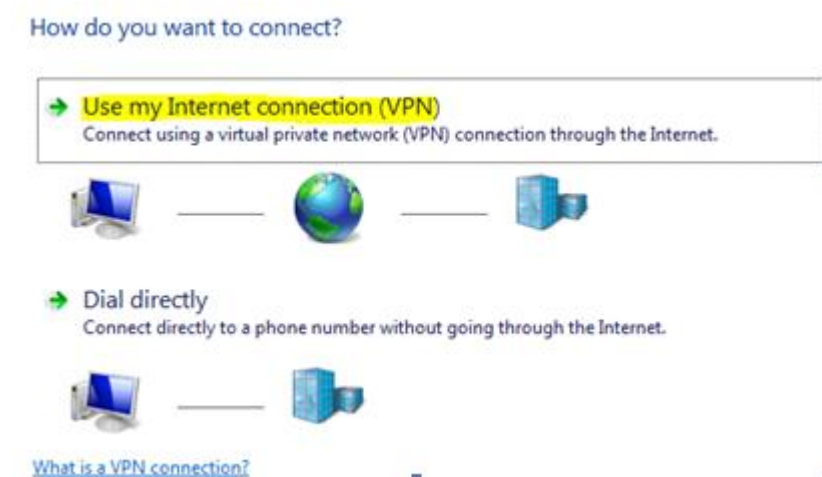 How do you want to connect?
Use my Internet connection (VPN)
Connect using a virtual private network (VPN) connection through the Internet.
Dial directly
Connect directly to a phone number without going through the Internet.
What is a VPN connection?